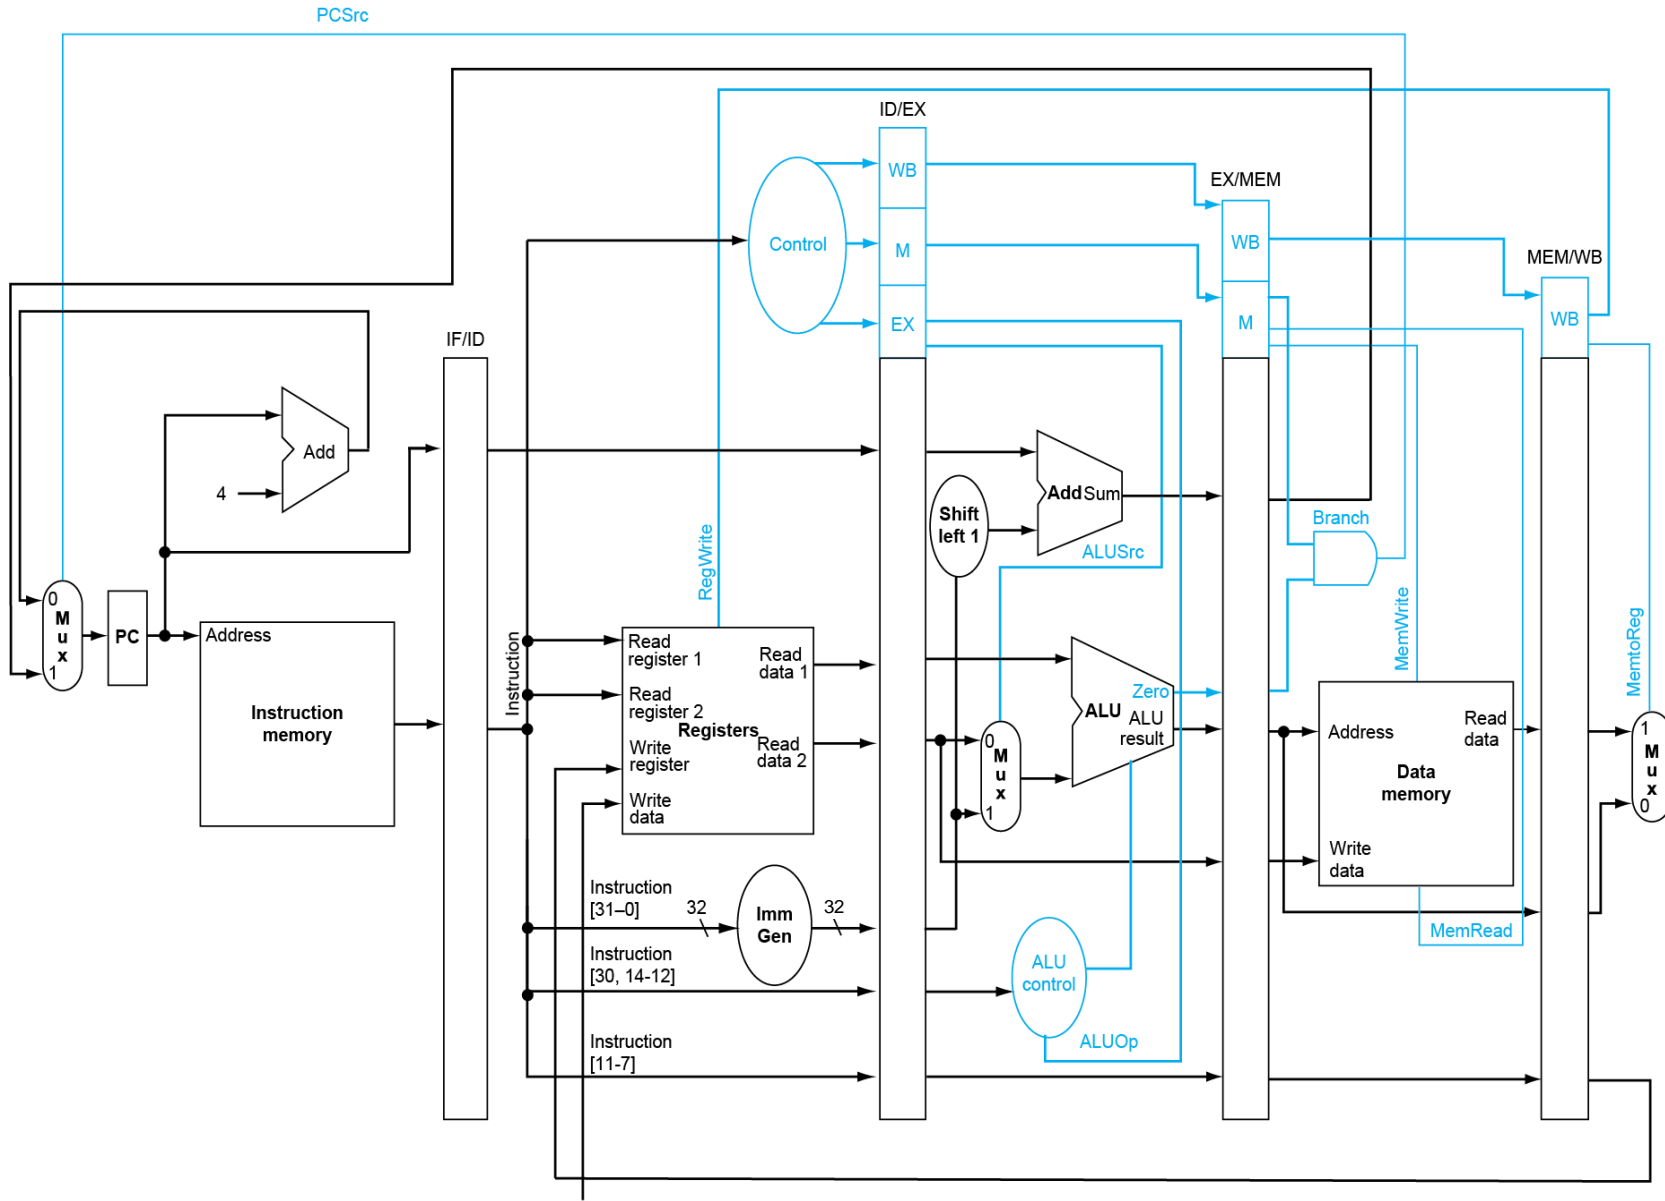 PCSrc
ID/EX
WB
EX/MEM
Control
M
WB
MEM/WB
EX
M
WB
IF/ID
Add
4
Shift
left 1
Add Sum
Branch
ALUSrc
RegWrite
MemWrite
MemtoReg
0
M
u
x
1
PC
Address
Instruction
memory
Instruction
Read
register 1
Read
data 1
Read
register 2
Registers
Write
register
Read
data 2
Write
data
0
M
u
x
1
Zero
ALU
ALU
result
Address
Read
data
Data
memory
Write
data
1
M
u
x
0
Instruction
[31–0]
32
Imm
Gen
32
MemRead
Instruction
[30, 14-12]
ALU
control
ALUOp
Instruction
[11-7]